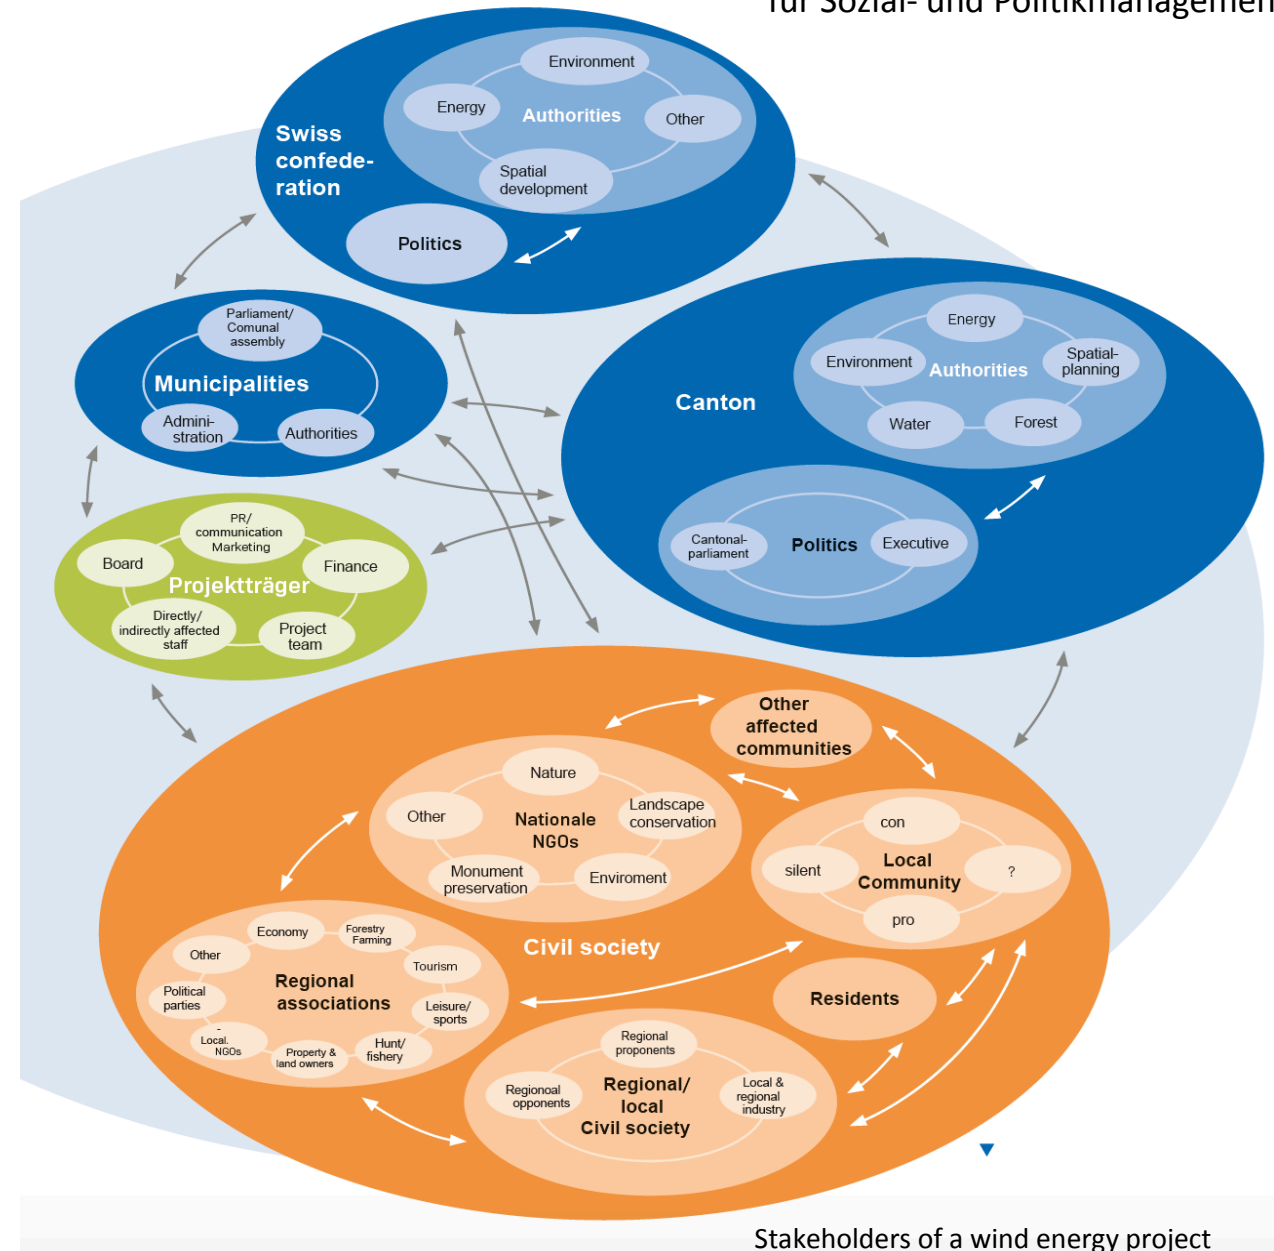 für Sozial- und Politikmanagemen
Swiss
confede-
ration
Environment
Energy
Authorities
Other
Spatial
development
Politics
Parliament/
Comunal
assembly
Municipalities
Admini-
stration
Authorities
Canton
Energy
Environment
Authorities
Spatial-
planning
Water
Forest
Cantonal-
parliament
Politics
Executive
PR/
communication
Marketing
Board
Finance
Projektträger
Directly/
indirectly affected
staff
Project
team
Other
affected
communities
Nature
Other
Nationale
NGOs
Landscape
conservation
Monument
preservation
Enviroment
con
silent
Local
Community
?
pro
Civil society
Economy
Forestry
Farming
Other
Tourism
Regional
associations
Political
parties
Leisure/
sports
-
Local.
NGOs
Property &
land owners
Hunt/
fishery
Residents
Regional
proponents
Regionoal
opponents
Regional/
local
Civil society
Local &
regional
industry
Stakeholders of a wind energy project